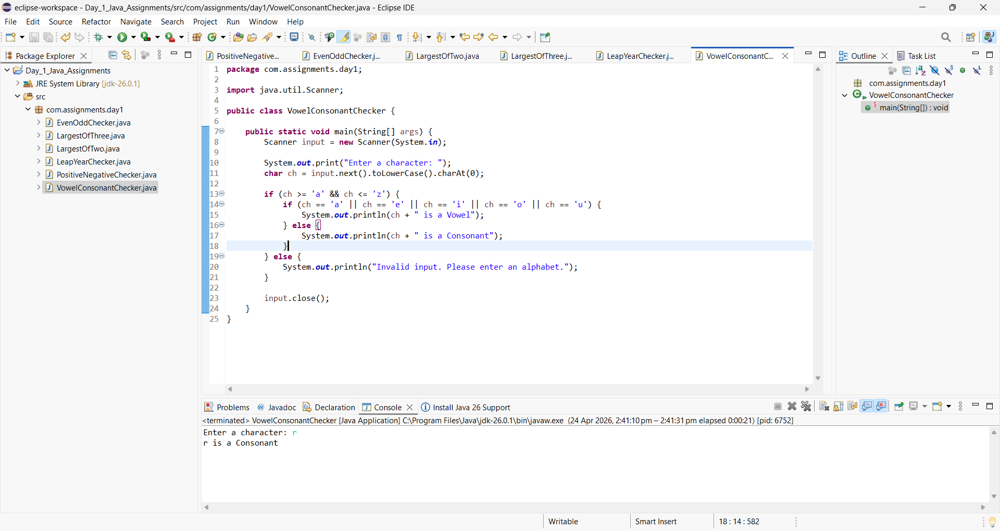 eclipse-workspace - Day_1_Java_Assignments/src/com/assignments/day1/VowelConsonantChecker.java - Eclipse IDE
File Edit Source Refactor Navigate Search Project Run Window Help
Package Explorer
Day_1_Java_Assignments
JRE System Library [jdk-26.0.1]
src
com.assignments.day1
EvenOddChecker.java
LargestOfThree.java
LargestOfTwo.java
LeapYearChecker.java
PositiveNegativeChecker.java
VowelConsonantChecker.java
PositiveNegative... EvenOddChecker.j... LargestOfTwo.java LargestOfThree.j... LeapYearChecker.j... VowelConsonantC...
1 package com.assignments.day1;
2
3 import java.util.Scanner;
4
5 public class VowelConsonantChecker {
6
7 public static void main(String[] args) {
8 Scanner input = new Scanner(System.in);
9
10 System.out.print("Enter a character: ");
11 char ch = input.next().toLowerCase().charAt(0);
12
13 if (ch >= 'a' && ch <= 'z') {
14 if (ch == 'a' || ch == 'e' || ch == 'i' || ch == 'o' || ch == 'u') {
15 System.out.println(ch + " is a Vowel");
16 } else {
17 System.out.println(ch + " is a Consonant");
18 }
19 } else {
20 System.out.println("Invalid input. Please enter an alphabet.");
21 }
22
23 input.close();
24 }
25 }
Outline Task List
com.assignments.day1
VowelConsonantChecker
main(String[]) : void
Problems Javadoc Declaration Console Install Java 26 Support
<terminated> VowelConsonantChecker [Java Application] C:\Program Files\Java\jdk-26.0.1\bin\javaw.exe (24 Apr 2026, 2:41:10 pm – 2:41:31 pm elapsed 0:00:21) [pid: 6752]
Enter a character: r
r is a Consonant
Writable Smart Insert 18 : 14 : 582